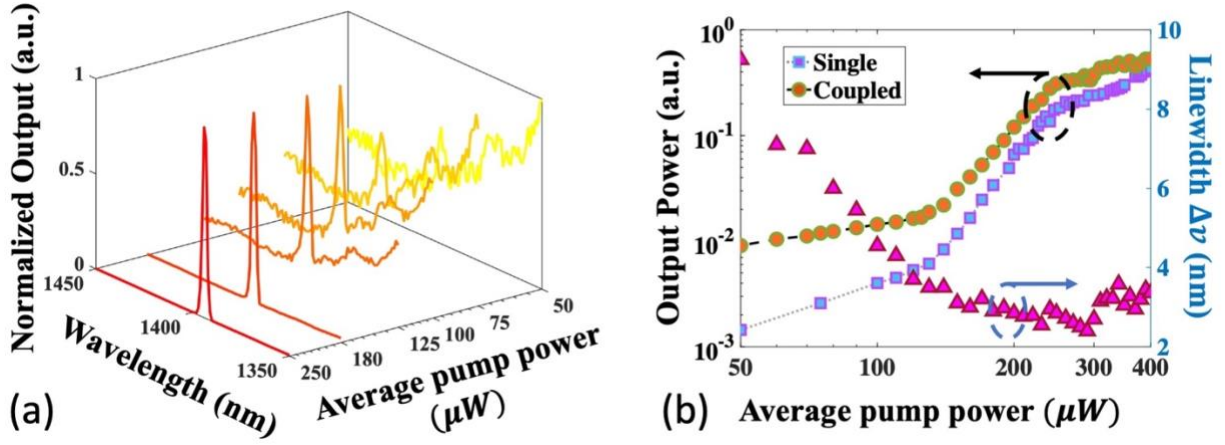 Normalized Output (a.u.)
1
0.5
0
1450
1400
1350
Wavelength (nm)
250
180
125
100
75
50
Average pump power
(μW)
(a)
Output Power (a.u.)
10⁰
10⁻¹
10⁻²
10⁻³
Single
Coupled
50
100
200
300
400
Average pump power (μW)
10
8
6
4
2
Linewidth Δν (nm)
(b)